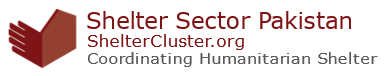 Shelter Sector Pakistan
ShelterCluster.org
Coordinating Humanitarian Shelter